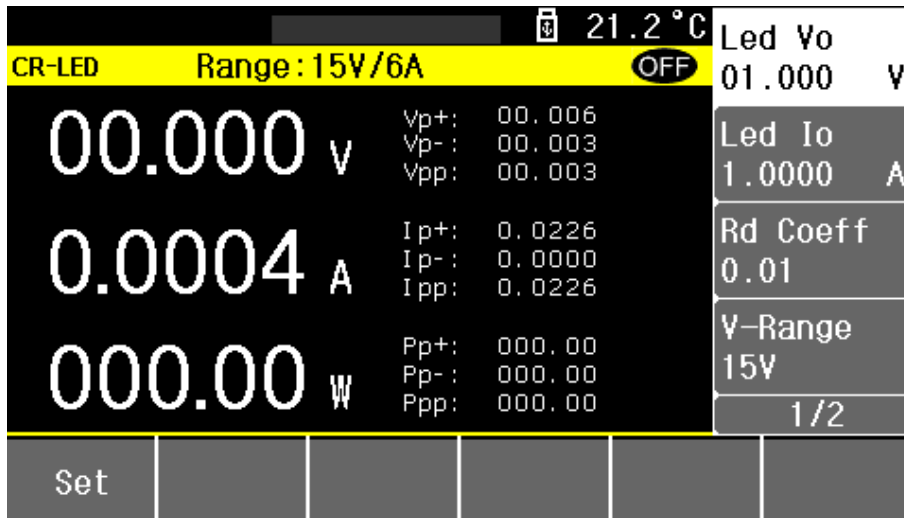 21.2°C
CR-LED Range:15V/6A OFF
00.000 V
Vp+: 00.006
Vp-: 00.003
Vpp: 00.003
0.0004 A
Ip+: 0.0226
Ip-: 0.0000
Ipp: 0.0226
000.00 W
Pp+: 000.00
Pp-: 000.00
Ppp: 000.00
Led Vo
01.000 V
Led Io
1.0000 A
Rd Coeff
0.01
V-Range
15V
1/2
Set